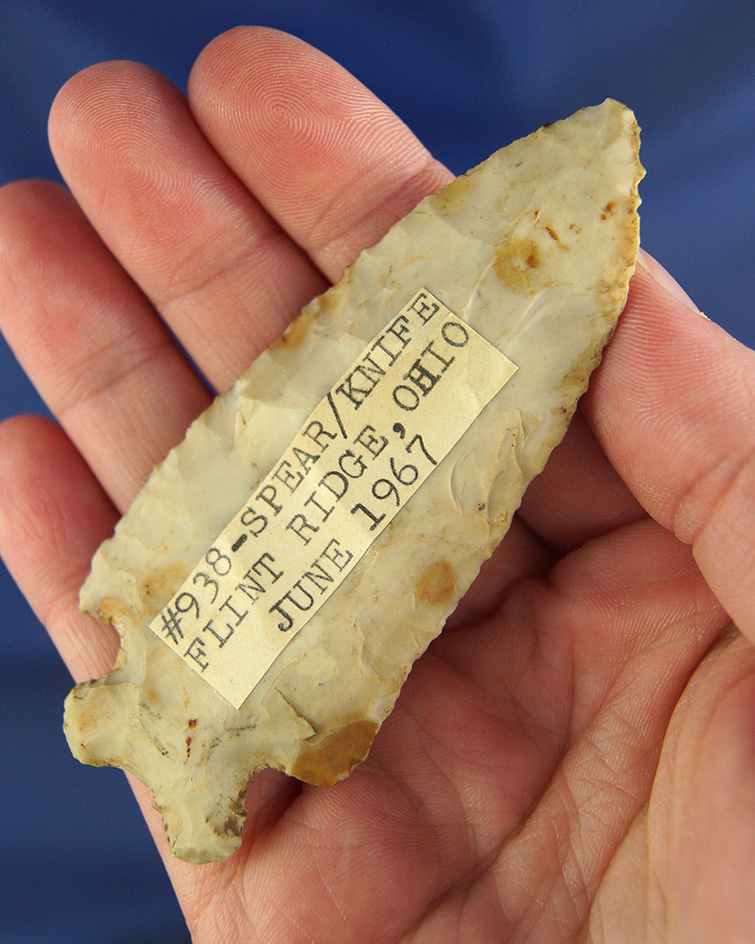 #938-SPEAR/KNIFE
FLINT RIDGE, OHIO
JUNE 1967